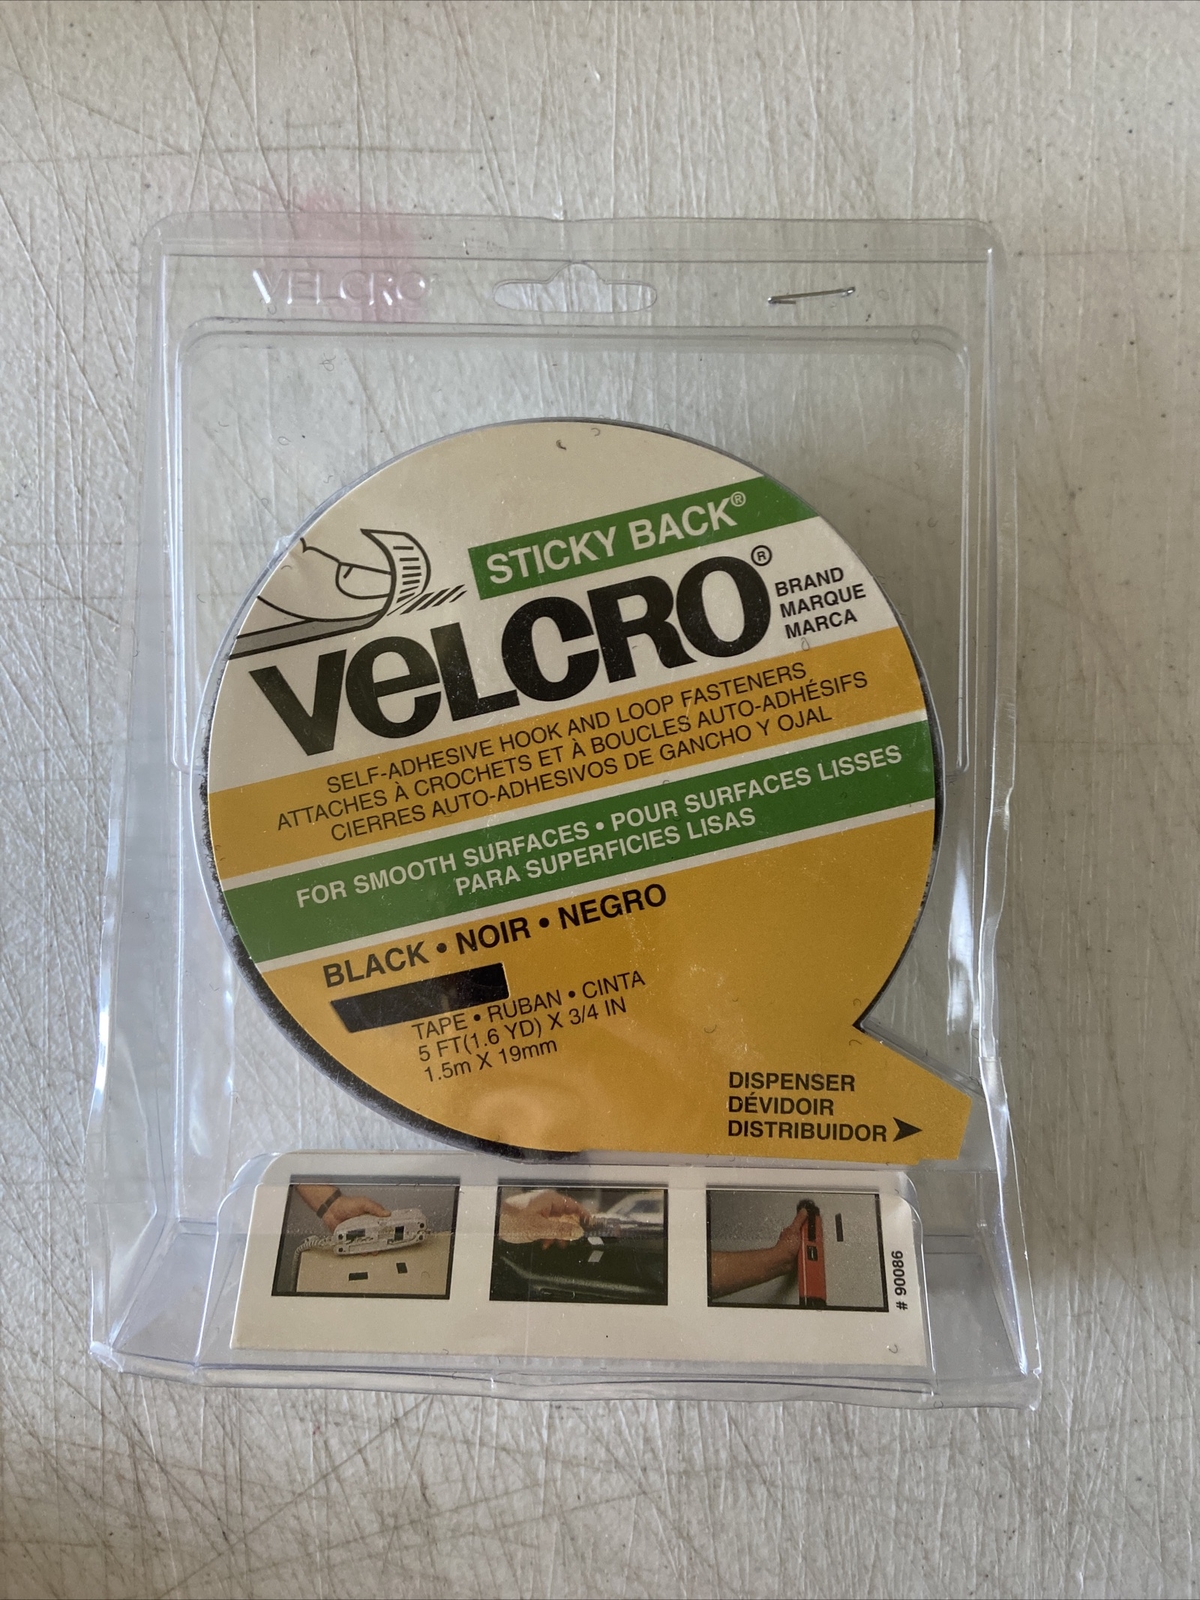 VELCRO
STICKY BACK®
VELCRO®
BRAND
MARQUE
MARCA
SELF-ADHESIVE HOOK AND LOOP FASTENERS
ATTACHES À CROCHETS ET À BOUCLES AUTO-ADHÉSIFS
CIERRES AUTO-ADHESIVOS DE GANCHO Y OJAL
FOR SMOOTH SURFACES • POUR SURFACES LISSES
PARA SUPERFICIES LISAS
BLACK • NOIR • NEGRO
TAPE • RUBAN • CINTA
5 FT(1.6 YD) X 3/4 IN
1.5m X 19mm
DISPENSER
DÉVIDOIR
DISTRIBUIDOR
# 90086